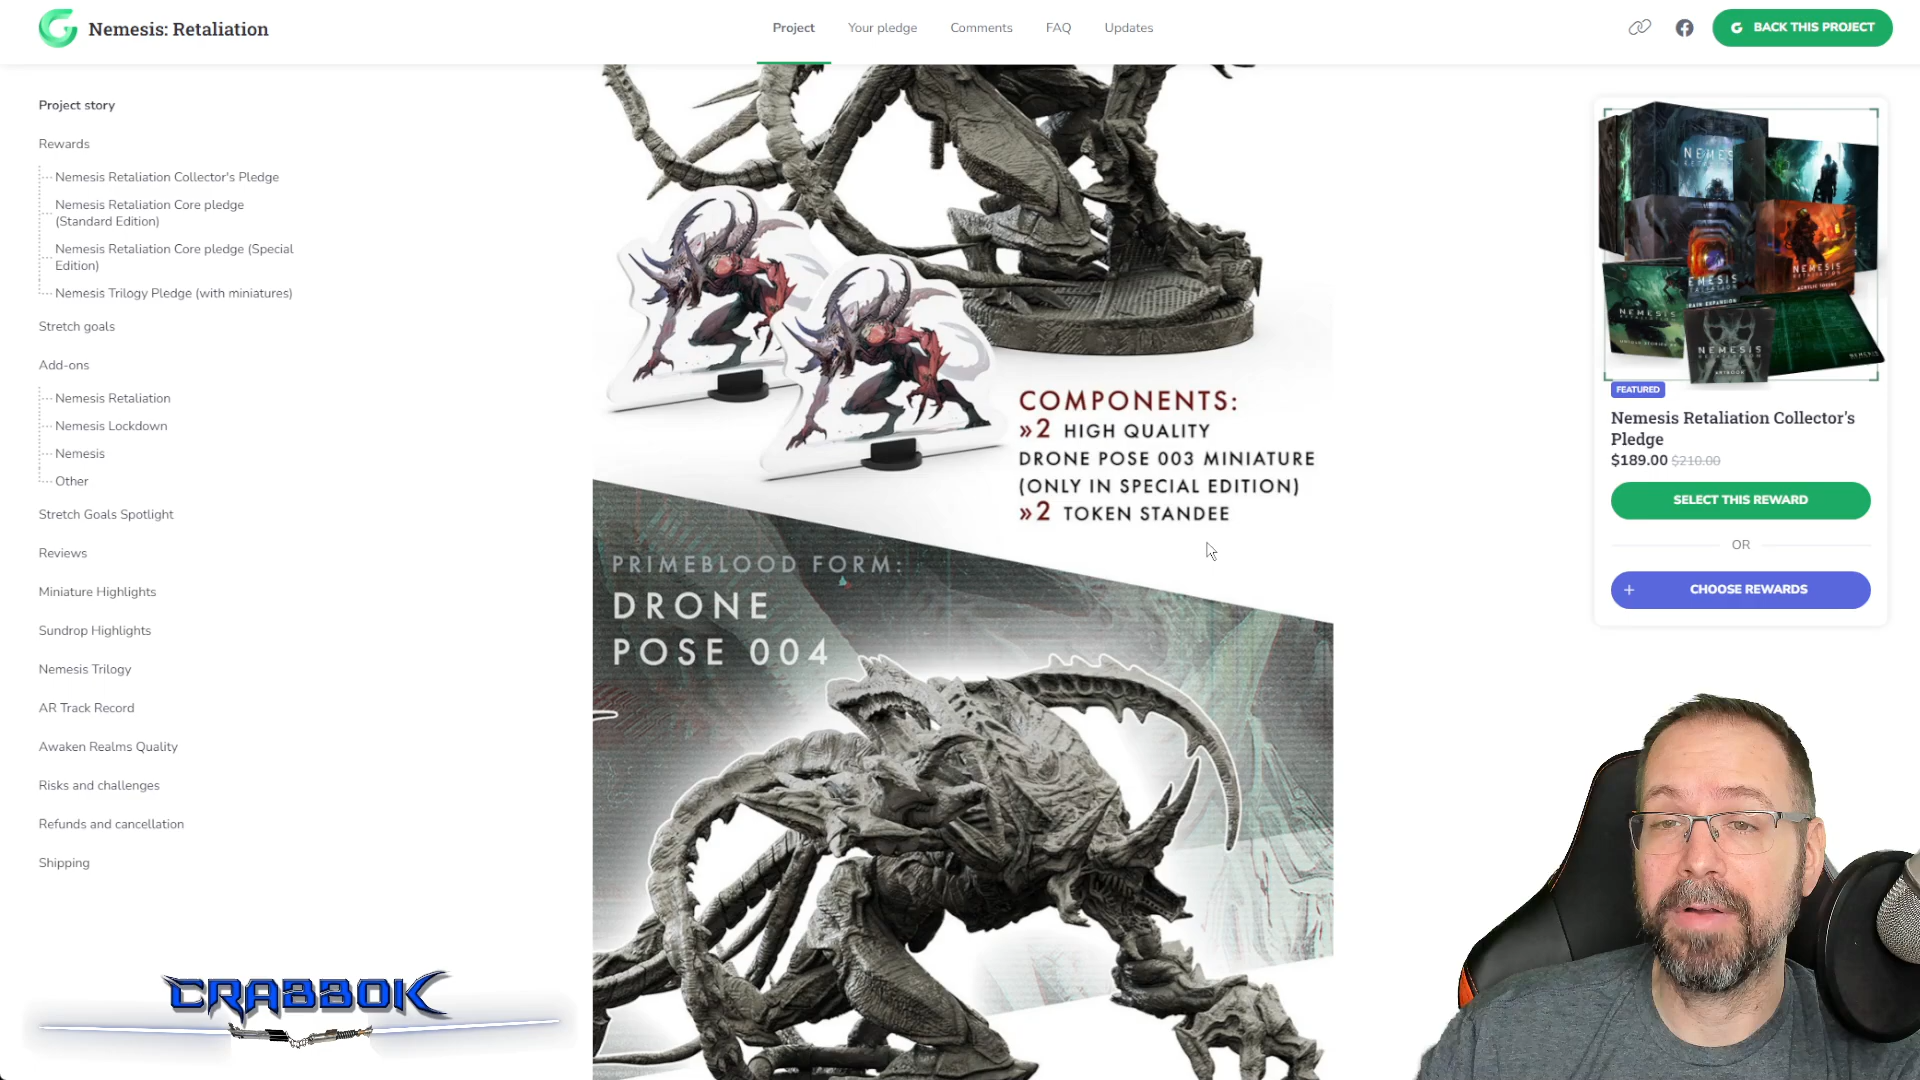 Nemesis: Retaliation
Project
Your pledge
Comments
FAQ
Updates
BACK THIS PROJECT
Project story
Rewards
Nemesis Retaliation Collector's Pledge
Nemesis Retaliation Core pledge
(Standard Edition)
Nemesis Retaliation Core pledge (Special
Edition)
Nemesis Trilogy Pledge (with miniatures)
Stretch goals
Add-ons
Nemesis Retaliation
Nemesis Lockdown
Nemesis
Other
Stretch Goals Spotlight
Reviews
Miniature Highlights
Sundrop Highlights
Nemesis Trilogy
AR Track Record
Awaken Realms Quality
Risks and challenges
Refunds and cancellation
Shipping
CRABBOK
COMPONENTS:
»2 HIGH QUALITY
DRONE POSE 003 MINIATURE
(ONLY IN SPECIAL EDITION)
»2 TOKEN STANDEE
PRIMEBLOOD FORM:
DRONE
POSE 004
NEMESIS
NEMESIS
RETALIATION
NEMESIS
RETALIATION
FEATURED
Nemesis Retaliation Collector's
Pledge
$189.00 $210.00
SELECT THIS REWARD
OR
+ CHOOSE REWARDS